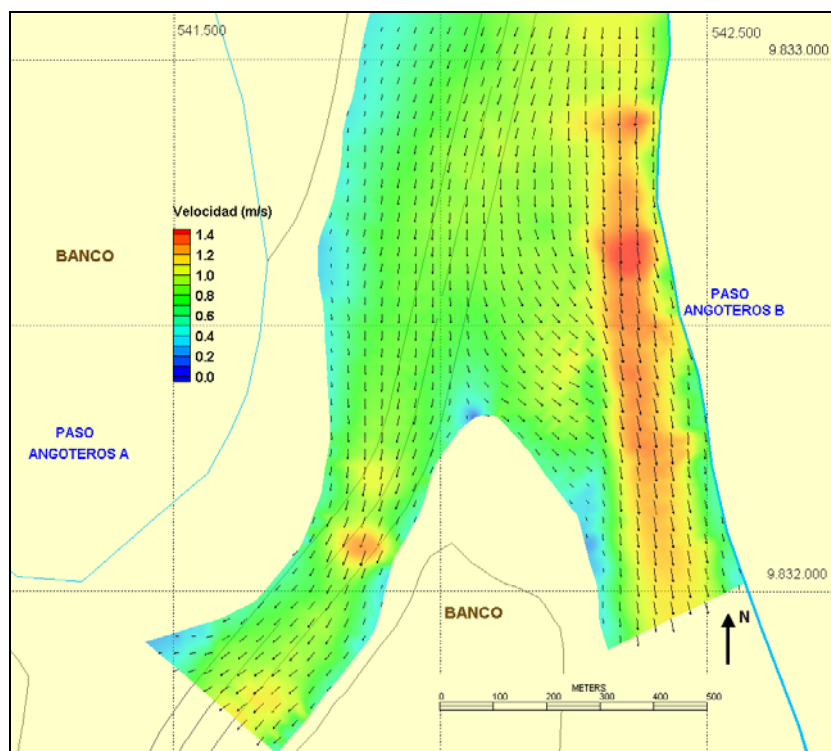 541.500
542.500
9.833.000
Velocidad (m/s)
1.4
1.2
1.0
0.8
0.6
0.4
0.2
0.0
BANCO
PASO
ANGOTEROS B
PASO
ANGOTEROS A
9.832.000
BANCO
N
METERS
0 100 200 300 400 500